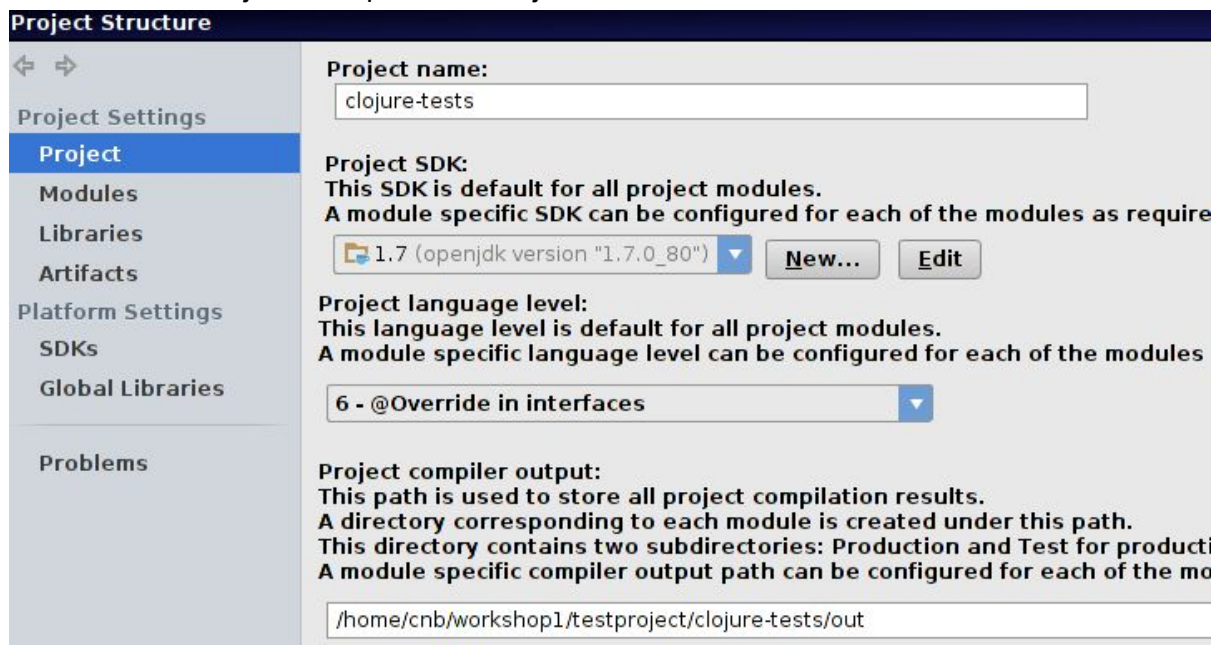 Project Structure
Project Settings
Project
Modules
Libraries
Artifacts
Platform Settings
SDKs
Global Libraries
Problems
Project name:
clojure-tests
Project SDK:
This SDK is default for all project modules.
A module specific SDK can be configured for each of the modules as require
1.7 (openjdk version "1.7.0_80") New... Edit
Project language level:
This language level is default for all project modules.
A module specific language level can be configured for each of the modules
6 - @Override in interfaces
Project compiler output:
This path is used to store all project compilation results.
A directory corresponding to each module is created under this path.
This directory contains two subdirectories: Production and Test for producti
A module specific compiler output path can be configured for each of the mo
/home/cnb/workshop1/testproject/clojure-tests/out